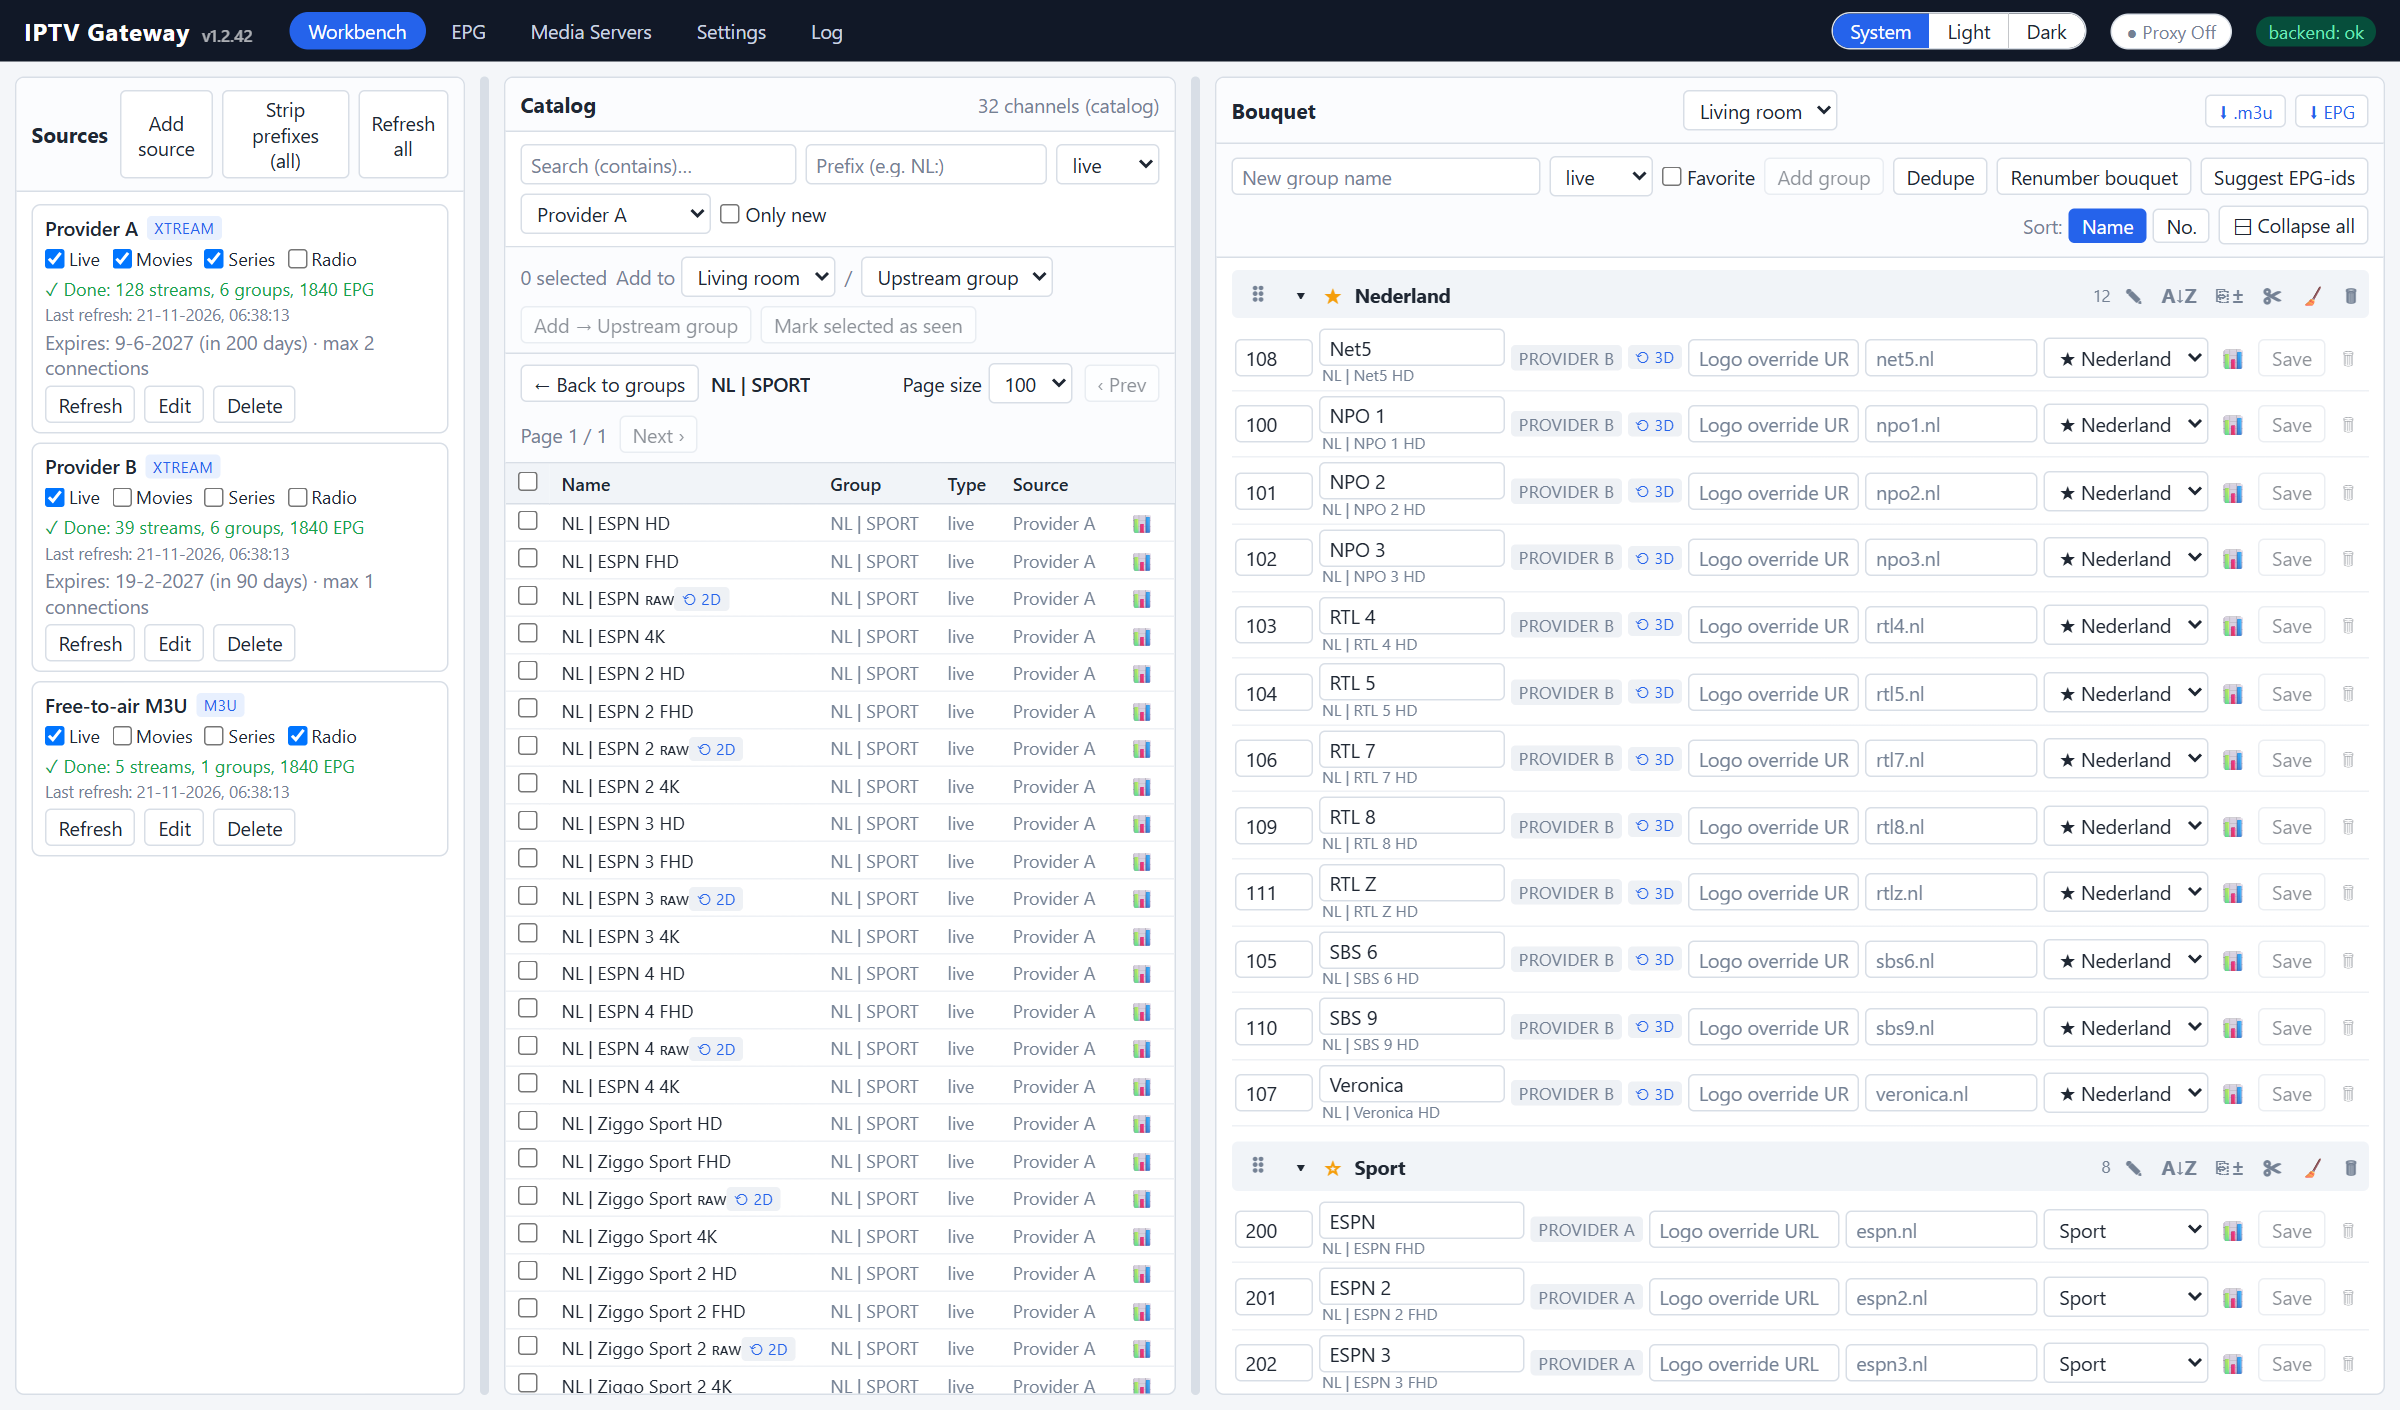 IPTV Gateway v1.2.42 Workbench EPG Media Servers Settings Log System Light Dark ● Proxy Off backend: ok
Sources Add source Strip prefixes (all) Refresh all
Provider A XTREAM
Live Movies Series Radio
✓ Done: 128 streams, 6 groups, 1840 EPG
Last refresh: 21-11-2026, 06:38:13
Expires: 9-6-2027 (in 200 days) · max 2
connections
Refresh Edit Delete
Provider B XTREAM
Live Movies Series Radio
✓ Done: 39 streams, 6 groups, 1840 EPG
Last refresh: 21-11-2026, 06:38:13
Expires: 19-2-2027 (in 90 days) · max 1
connections
Refresh Edit Delete
Free-to-air M3U M3U
Live Movies Series Radio
✓ Done: 5 streams, 1 groups, 1840 EPG
Last refresh: 21-11-2026, 06:38:13
Refresh Edit Delete
Catalog 32 channels (catalog)
Search (contains)... Prefix (e.g. NL:) live
Provider A Only new
0 selected Add to Living room / Upstream group
Add → Upstream group Mark selected as seen
← Back to groups NL | SPORT Page size 100 ‹ Prev
Page 1 / 1 Next ›
Name Group Type Source
NL | ESPN HD NL | SPORT live Provider A
NL | ESPN FHD NL | SPORT live Provider A
NL | ESPN RAW 2D NL | SPORT live Provider A
NL | ESPN 4K NL | SPORT live Provider A
NL | ESPN 2 HD NL | SPORT live Provider A
NL | ESPN 2 FHD NL | SPORT live Provider A
NL | ESPN 2 RAW 2D NL | SPORT live Provider A
NL | ESPN 2 4K NL | SPORT live Provider A
NL | ESPN 3 HD NL | SPORT live Provider A
NL | ESPN 3 FHD NL | SPORT live Provider A
NL | ESPN 3 RAW 2D NL | SPORT live Provider A
NL | ESPN 3 4K NL | SPORT live Provider A
NL | ESPN 4 HD NL | SPORT live Provider A
NL | ESPN 4 FHD NL | SPORT live Provider A
NL | ESPN 4 RAW 2D NL | SPORT live Provider A
NL | ESPN 4 4K NL | SPORT live Provider A
NL | Ziggo Sport HD NL | SPORT live Provider A
NL | Ziggo Sport FHD NL | SPORT live Provider A
NL | Ziggo Sport RAW 2D NL | SPORT live Provider A
NL | Ziggo Sport 4K NL | SPORT live Provider A
NL | Ziggo Sport 2 HD NL | SPORT live Provider A
NL | Ziggo Sport 2 FHD NL | SPORT live Provider A
NL | Ziggo Sport 2 RAW 2D NL | SPORT live Provider A
NL | Ziggo Sport 2 4K NL | SPORT live Provider A
Bouquet Living room ⬇ .m3u ⬇ EPG
New group name live Favorite Add group Dedupe Renumber bouquet Suggest EPG-ids
Sort: Name No. Collapse all
▾ ★ Nederland 12 A↓Z
108 Net5 PROVIDER B 3D Logo override UR net5.nl ★ Nederland Save
NL | Net5 HD
100 NPO 1 PROVIDER B 3D Logo override UR npo1.nl ★ Nederland Save
NL | NPO 1 HD
101 NPO 2 PROVIDER B 3D Logo override UR npo2.nl ★ Nederland Save
NL | NPO 2 HD
102 NPO 3 PROVIDER B 3D Logo override UR npo3.nl ★ Nederland Save
NL | NPO 3 HD
103 RTL 4 PROVIDER B 3D Logo override UR rtl4.nl ★ Nederland Save
NL | RTL 4 HD
104 RTL 5 PROVIDER B 3D Logo override UR rtl5.nl ★ Nederland Save
NL | RTL 5 HD
106 RTL 7 PROVIDER B 3D Logo override UR rtl7.nl ★ Nederland Save
NL | RTL 7 HD
109 RTL 8 PROVIDER B 3D Logo override UR rtl8.nl ★ Nederland Save
NL | RTL 8 HD
111 RTL Z PROVIDER B 3D Logo override UR rtlz.nl ★ Nederland Save
NL | RTL Z HD
105 SBS 6 PROVIDER B 3D Logo override UR sbs6.nl ★ Nederland Save
NL | SBS 6 HD
110 SBS 9 PROVIDER B 3D Logo override UR sbs9.nl ★ Nederland Save
NL | SBS 9 HD
107 Veronica PROVIDER B 3D Logo override UR veronica.nl ★ Nederland Save
NL | Veronica HD
▾ ☆ Sport 8 A↓Z
200 ESPN PROVIDER A Logo override URL espn.nl Sport Save
NL | ESPN FHD
201 ESPN 2 PROVIDER A Logo override URL espn2.nl Sport Save
NL | ESPN 2 FHD
202 ESPN 3 PROVIDER A Logo override URL espn3.nl Sport Save
NL | ESPN 3 FHD